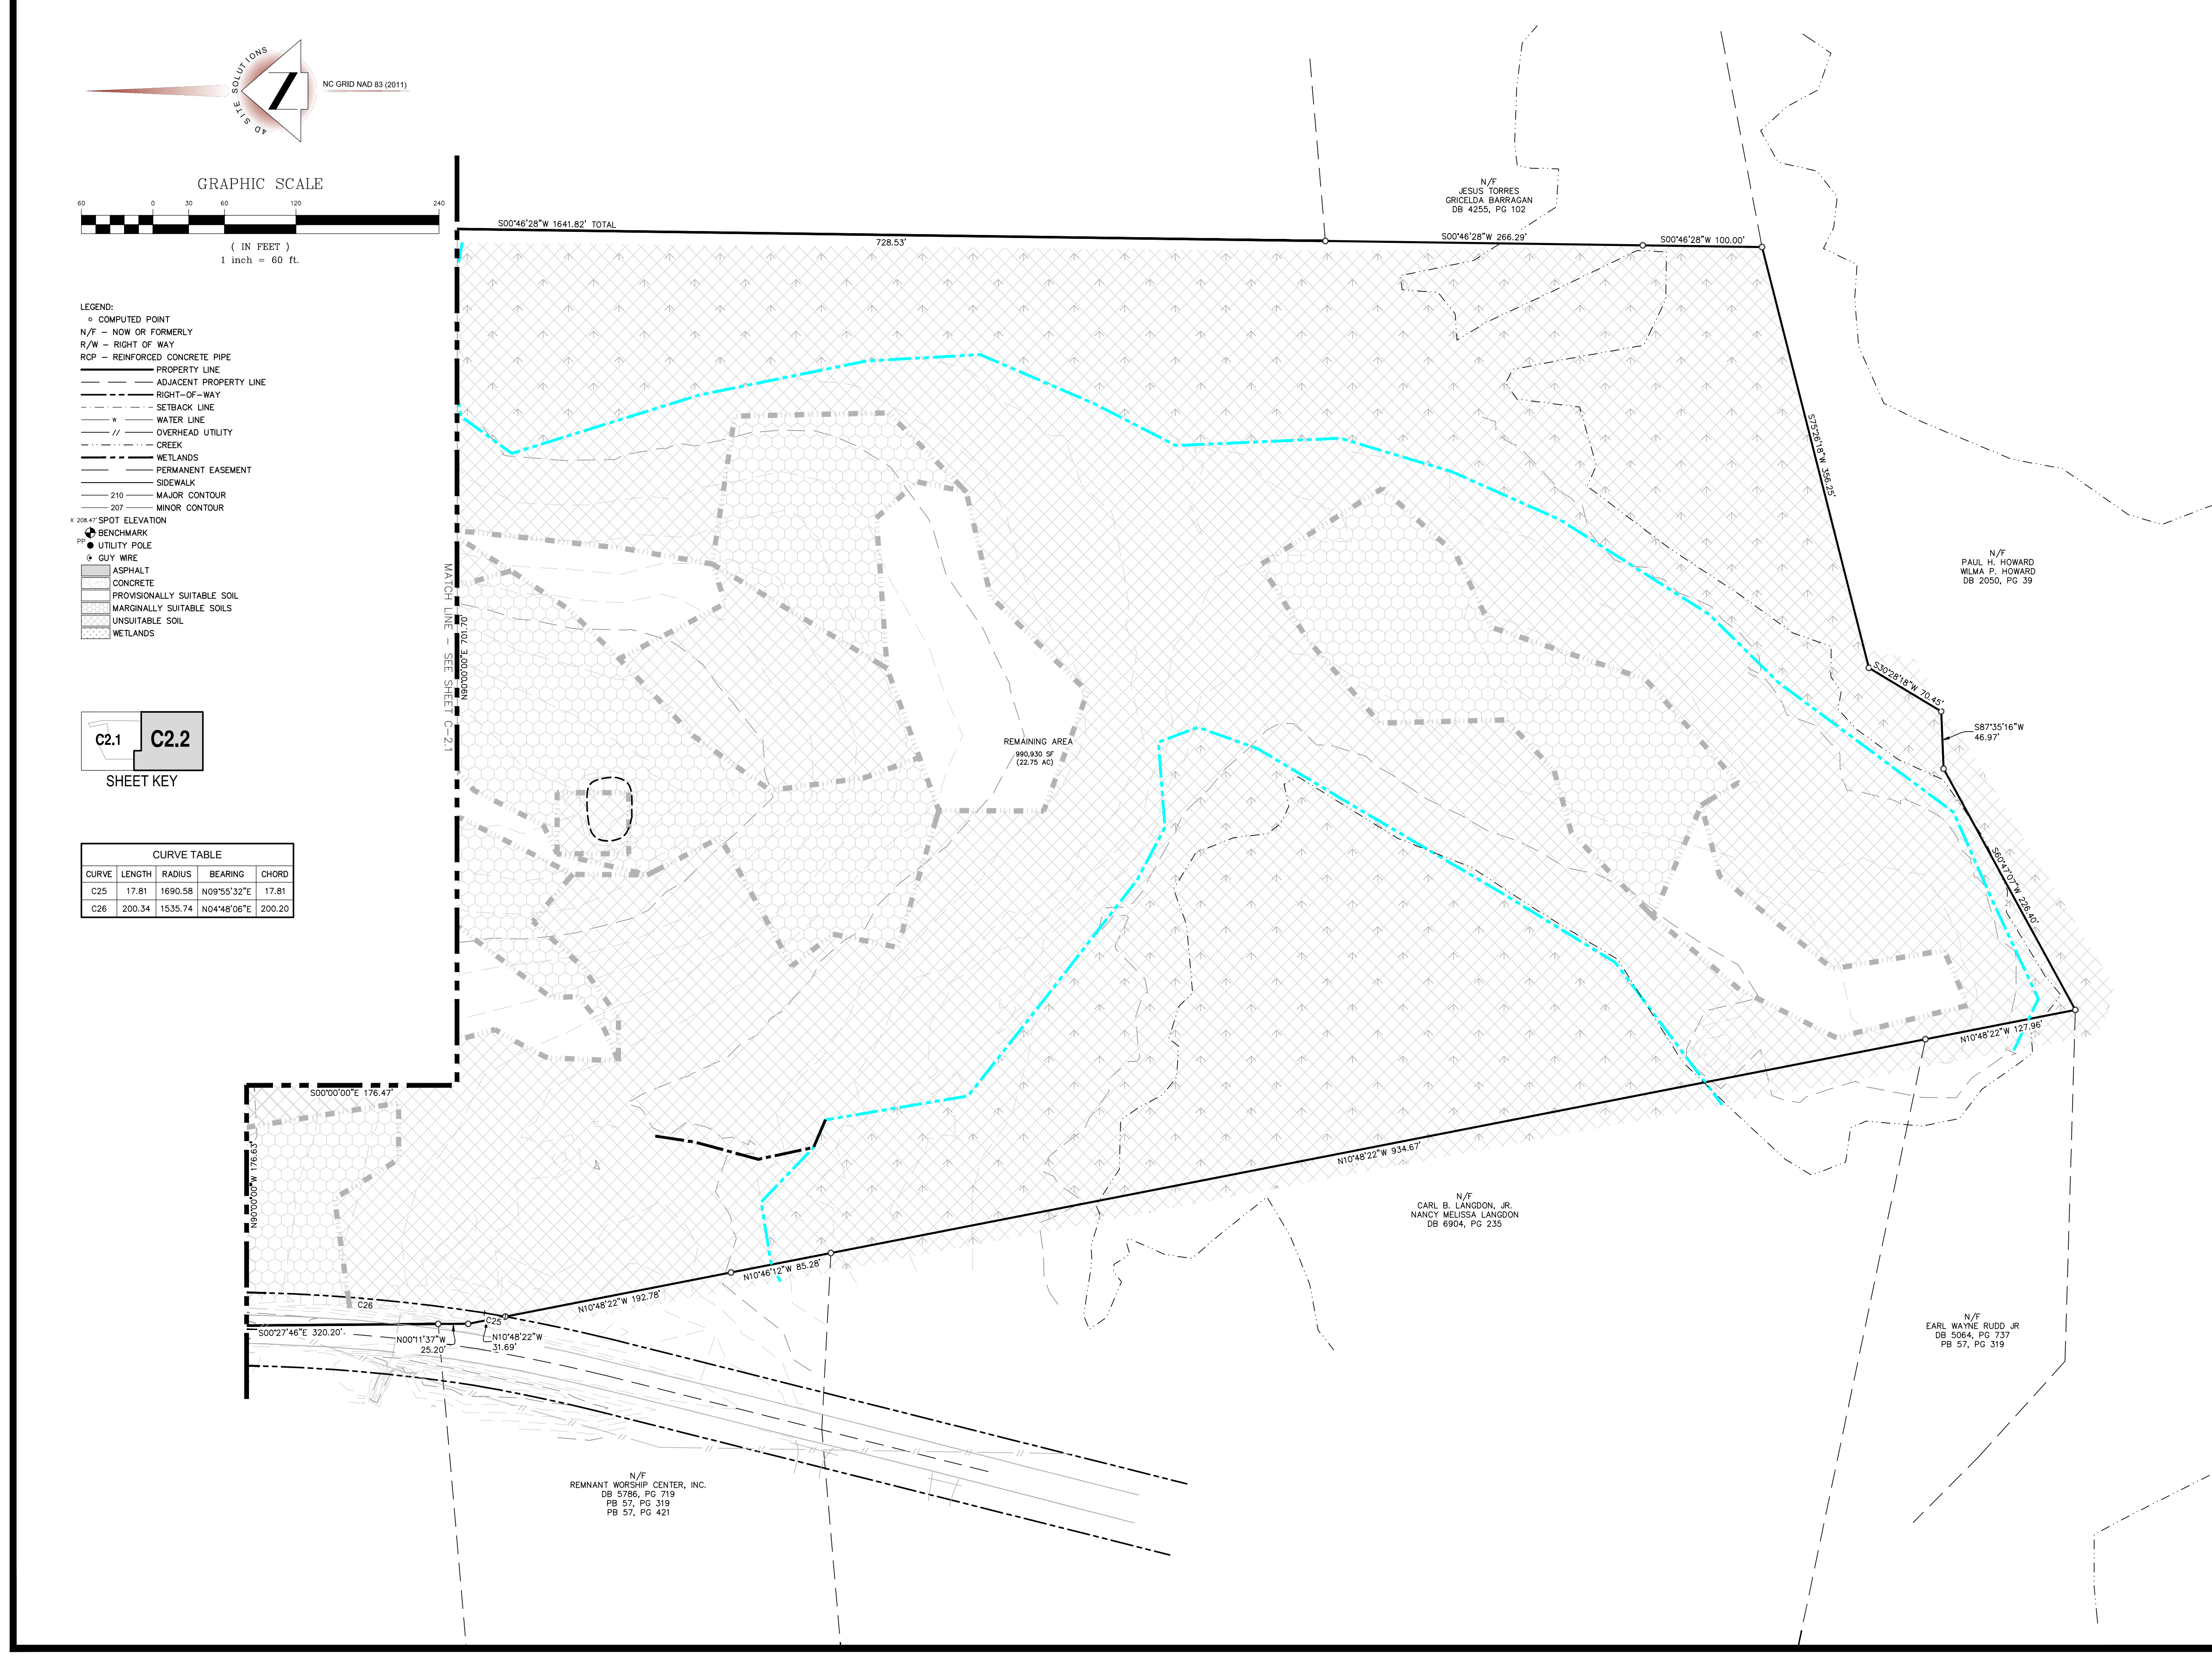 4D SITE SOLUTIONS
NC GRID NAD 83 (2011)
GRAPHIC SCALE
60 0 30 60 120 240
( IN FEET )
1 inch = 60 ft.
LEGEND:
COMPUTED POINT
N/F - NOW OR FORMERLY
R/W - RIGHT OF WAY
RCP - REINFORCED CONCRETE PIPE
PROPERTY LINE
ADJACENT PROPERTY LINE
RIGHT-OF-WAY
SETBACK LINE
W WATER LINE
// OVERHEAD UTILITY
CREEK
WETLANDS
PERMANENT EASEMENT
SIDEWALK
210 MAJOR CONTOUR
207 MINOR CONTOUR
X 208.47' SPOT ELEVATION
BENCHMARK
PP UTILITY POLE
GUY WIRE
ASPHALT
CONCRETE
PROVISIONALLY SUITABLE SOIL
MARGINALLY SUITABLE SOILS
UNSUITABLE SOIL
WETLANDS
C2.1 C2.2
SHEET KEY
CURVE TABLE
CURVE LENGTH RADIUS BEARING CHORD
C25 17.81 1690.58 N09°55'32"E 17.81
C26 200.34 1535.74 N04°48'06"E 200.20
MATCH LINE - SEE SHEET C-2.1
N90°00'00"E 701.70'
S00°46'28"W 1641.82' TOTAL
728.53'
S00°46'28"W 266.29'
S00°46'28"W 100.00'
N/F
JESUS TORRES
GRICELDA BARRAGAN
DB 4255, PG 102
S75°26'18"W 356.25'
N/F
PAUL H. HOWARD
WILMA P. HOWARD
DB 2050, PG 39
S30°28'18"W 70.45'
S87°35'16"W
46.97'
REMAINING AREA
990,930 SF
(22.75 AC)
S60°47'07"W 226.40'
N10°48'22"W 127.96'
N10°48'22"W 934.67'
S00°00'00"E 176.47'
N90°00'00"W 176.63'
N/F
CARL B. LANGDON, JR.
NANCY MELISSA LANGDON
DB 6904, PG 235
N10°46'12"W 85.28'
N10°48'22"W 192.78'
C26
C25
S00°27'46"E 320.20'
N00°11'37"W
25.20'
N10°48'22"W
31.69'
N/F
EARL WAYNE RUDD JR
DB 5064, PG 737
PB 57, PG 319
N/F
REMNANT WORSHIP CENTER, INC.
DB 5786, PG 719
PB 57, PG 319
PB 57, PG 421